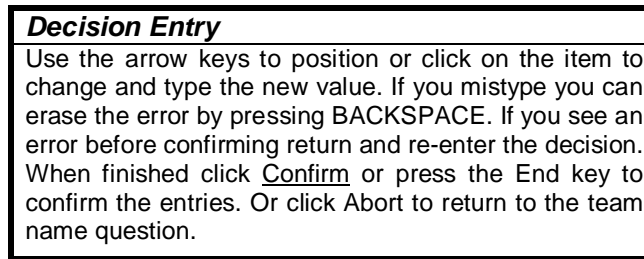 Decision Entry
Use the arrow keys to position or click on the item to
change and type the new value. If you mistype you can
erase the error by pressing BACKSPACE. If you see an
error before confirming return and re-enter the decision.
When finished click Confirm or press the End key to
confirm the entries. Or click Abort to return to the team
name question.